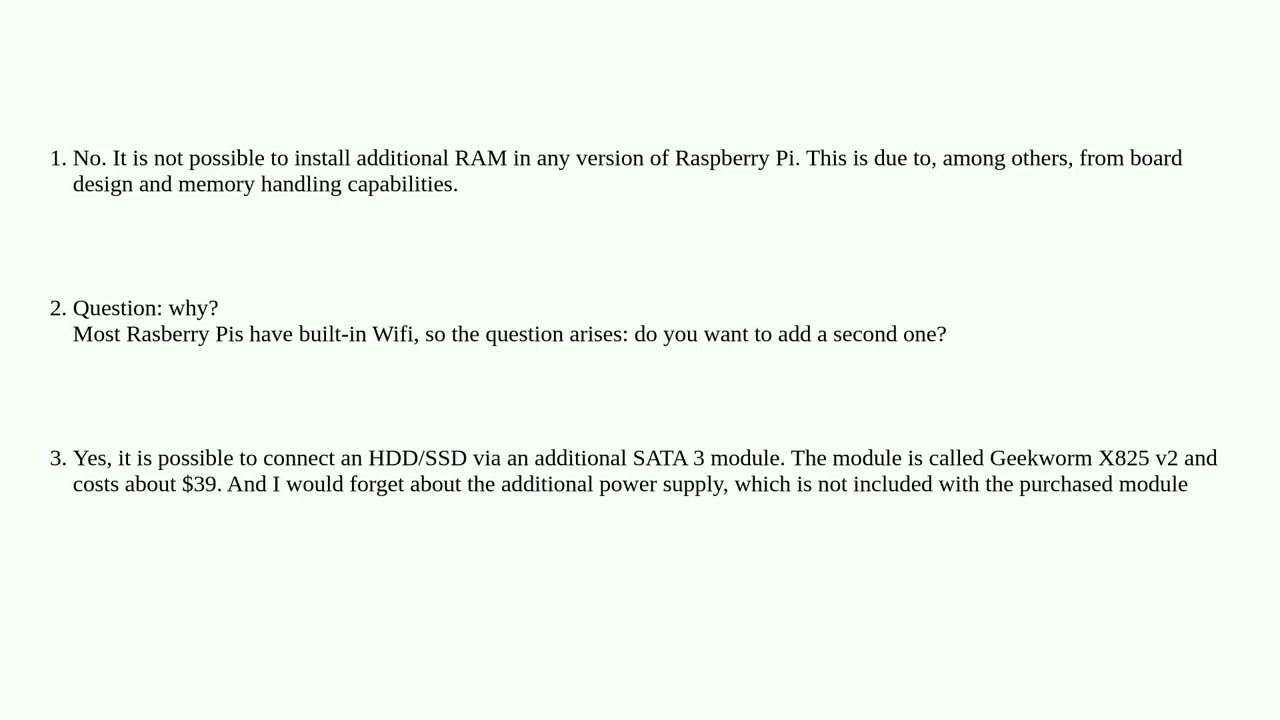 1. No. It is not possible to install additional RAM in any version of Raspberry Pi. This is due to, among others, from board
design and memory handling capabilities.
2. Question: why?
Most Rasberry Pis have built-in Wifi, so the question arises: do you want to add a second one?
3. Yes, it is possible to connect an HDD/SSD via an additional SATA 3 module. The module is called Geekworm X825 v2 and
costs about $39. And I would forget about the additional power supply, which is not included with the purchased module